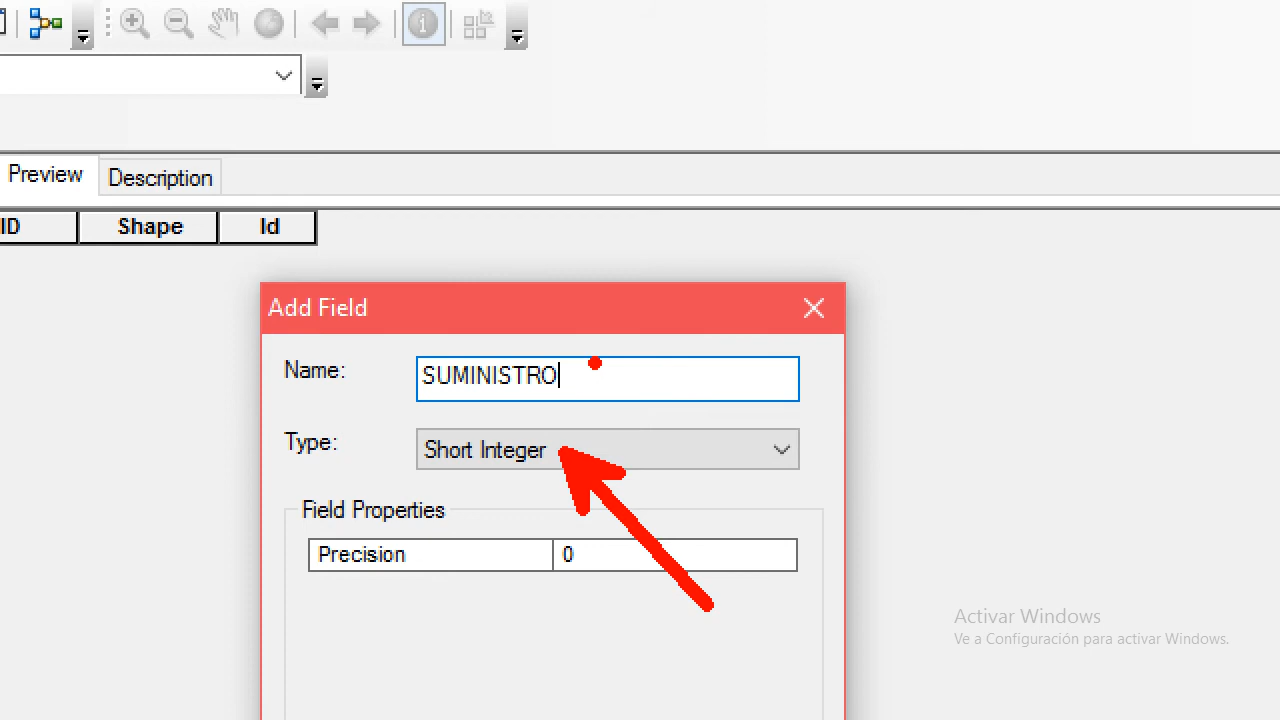 Preview Description
ID Shape Id
Add Field
Name: SUMINISTRO
Type: Short Integer
Field Properties
Precision 0
Activar Windows
Ve a Configuración para activar Windows.